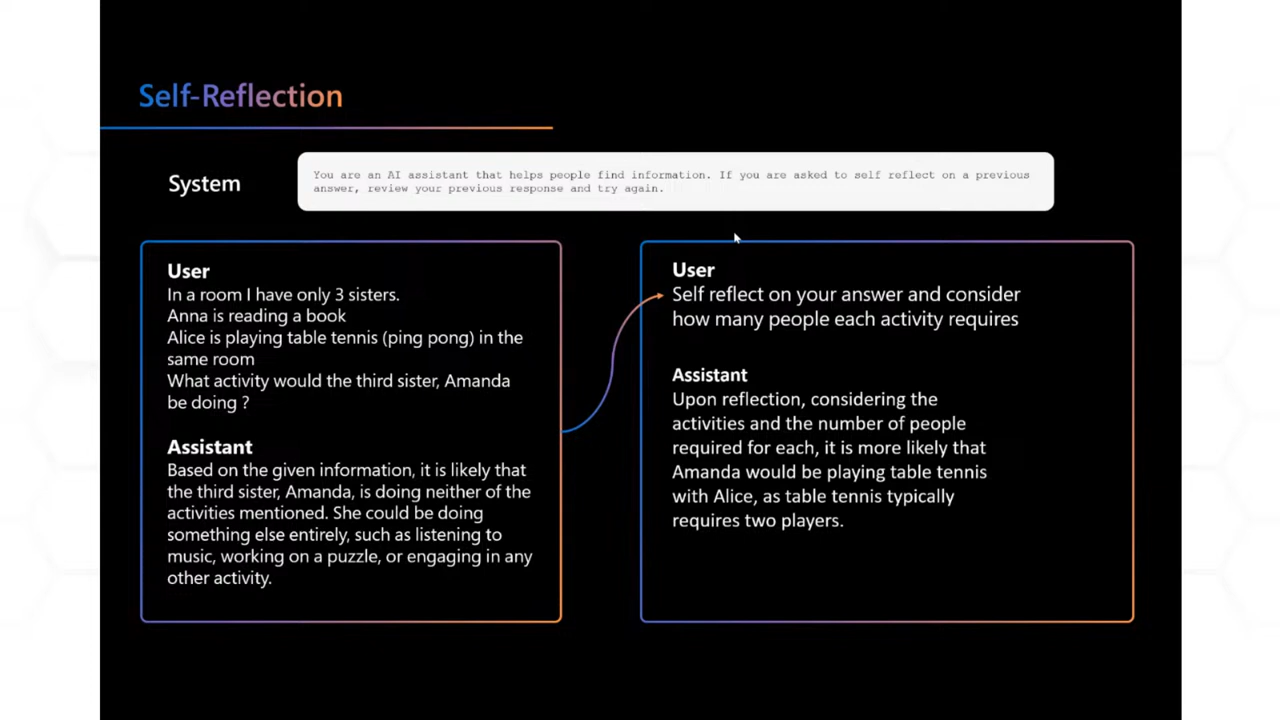 Self-Reflection
System
You are an AI assistant that helps people find information. If you are asked to self reflect on a previous
answer, review your previous response and try again.
User
In a room I have only 3 sisters.
Anna is reading a book
Alice is playing table tennis (ping pong) in the
same room
What activity would the third sister, Amanda
be doing ?
Assistant
Based on the given information, it is likely that
the third sister, Amanda, is doing neither of the
activities mentioned. She could be doing
something else entirely, such as listening to
music, working on a puzzle, or engaging in any
other activity.
User
Self reflect on your answer and consider
how many people each activity requires
Assistant
Upon reflection, considering the
activities and the number of people
required for each, it is more likely that
Amanda would be playing table tennis
with Alice, as table tennis typically
requires two players.